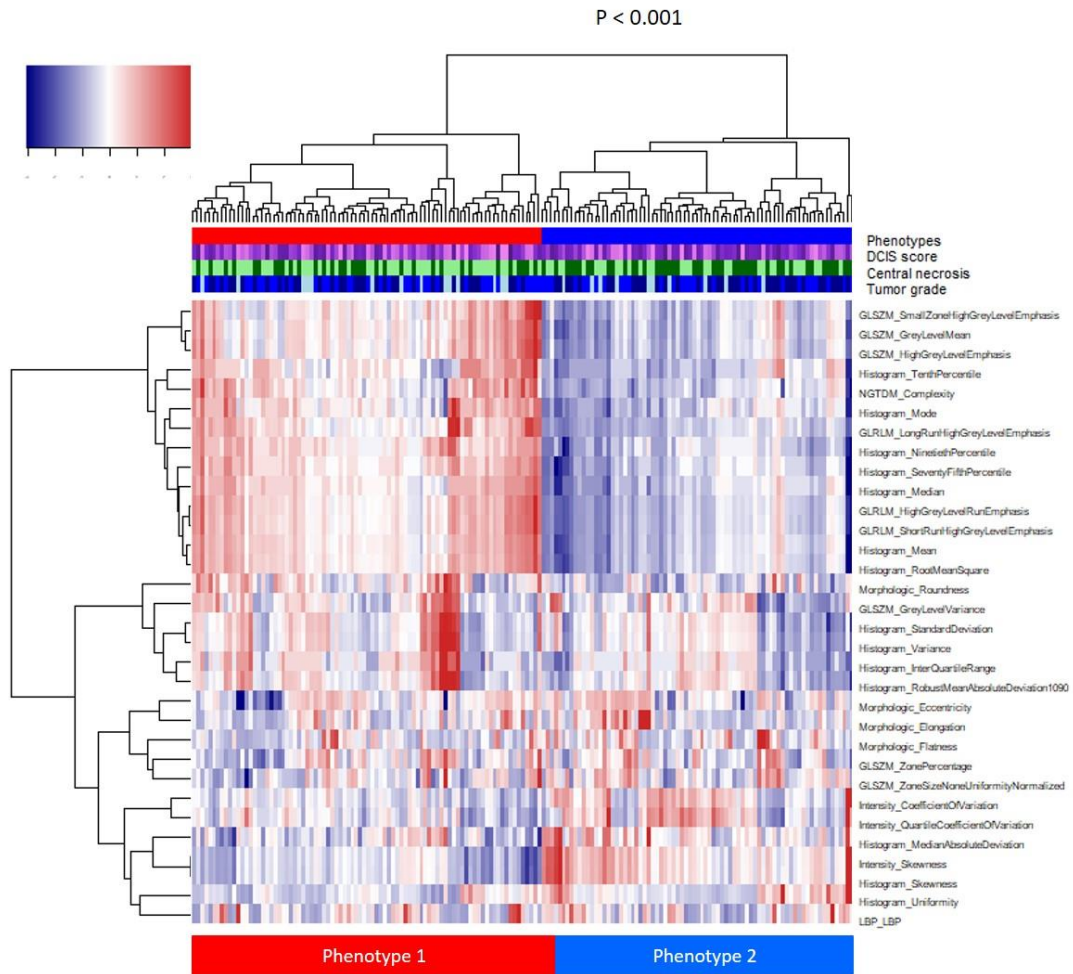 P < 0.001
Phenotypes
DCIS score
Central necrosis
Tumor grade
GLSZM_SmallZoneHighGreyLevelEmphasis
GLSZM_GreyLevelMean
GLSZM_HighGreyLevelEmphasis
Histogram_TenthPercentile
NGTDM_Complexity
Histogram_Mode
GLRLM_LongRunHighGreyLevelEmphasis
Histogram_NinetiethPercentile
Histogram_SeventyFifthPercentile
Histogram_Median
GLRLM_HighGreyLevelRunEmphasis
GLRLM_ShortRunHighGreyLevelEmphasis
Histogram_Mean
Histogram_RootMeanSquare
Morphologic_Roundness
GLSZM_GreyLevelVariance
Histogram_StandardDeviation
Histogram_Variance
Histogram_InterQuartileRange
Histogram_RobustMeanAbsoluteDeviation1090
Morphologic_Eccentricity
Morphologic_Elongation
Morphologic_Flatness
GLSZM_ZonePercentage
GLSZM_ZoneSizeNoneUniformityNormalized
Intensity_CoefficientOfVariation
Intensity_QuartileCoefficientOfVariation
Histogram_MedianAbsoluteDeviation
Intensity_Skewness
Histogram_Skewness
Histogram_Uniformity
LBP_LBP
Phenotype 1
Phenotype 2